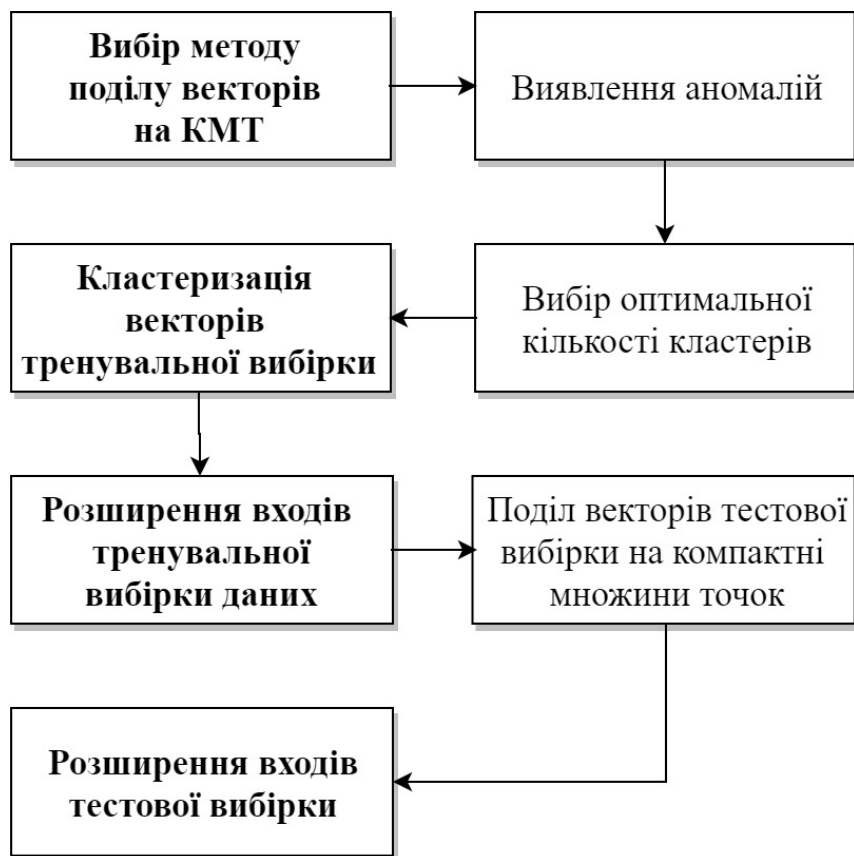 Вибір методу
поділу векторів
на КМТ
Виявлення аномалій
Вибір оптимальної
кількості кластерів
Кластеризація
векторів
тренувальної вибірки
Розширення входів
тренувальної
вибірки даних
Поділ векторів тестової
вибірки на компактні
множини точок
Розширення входів
тестової вибірки